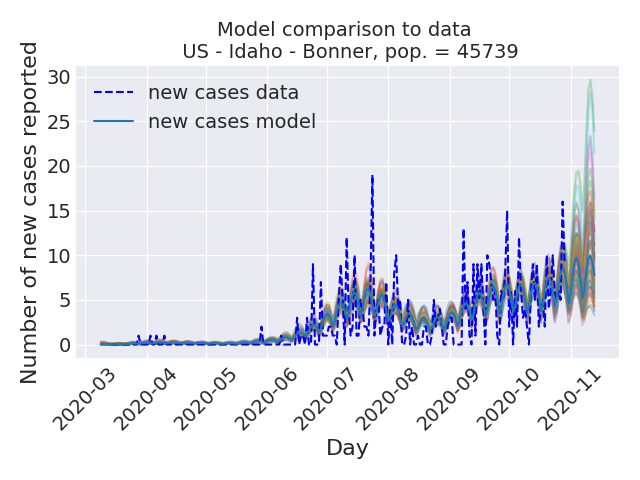 Model comparison to data
US - Idaho - Bonner, pop. = 45739
Number of new cases reported
30
25
20
15
10
5
0
new cases data
new cases model
2020-03
2020-04
2020-05
2020-06
2020-07
2020-08
2020-09
2020-10
2020-11
Day